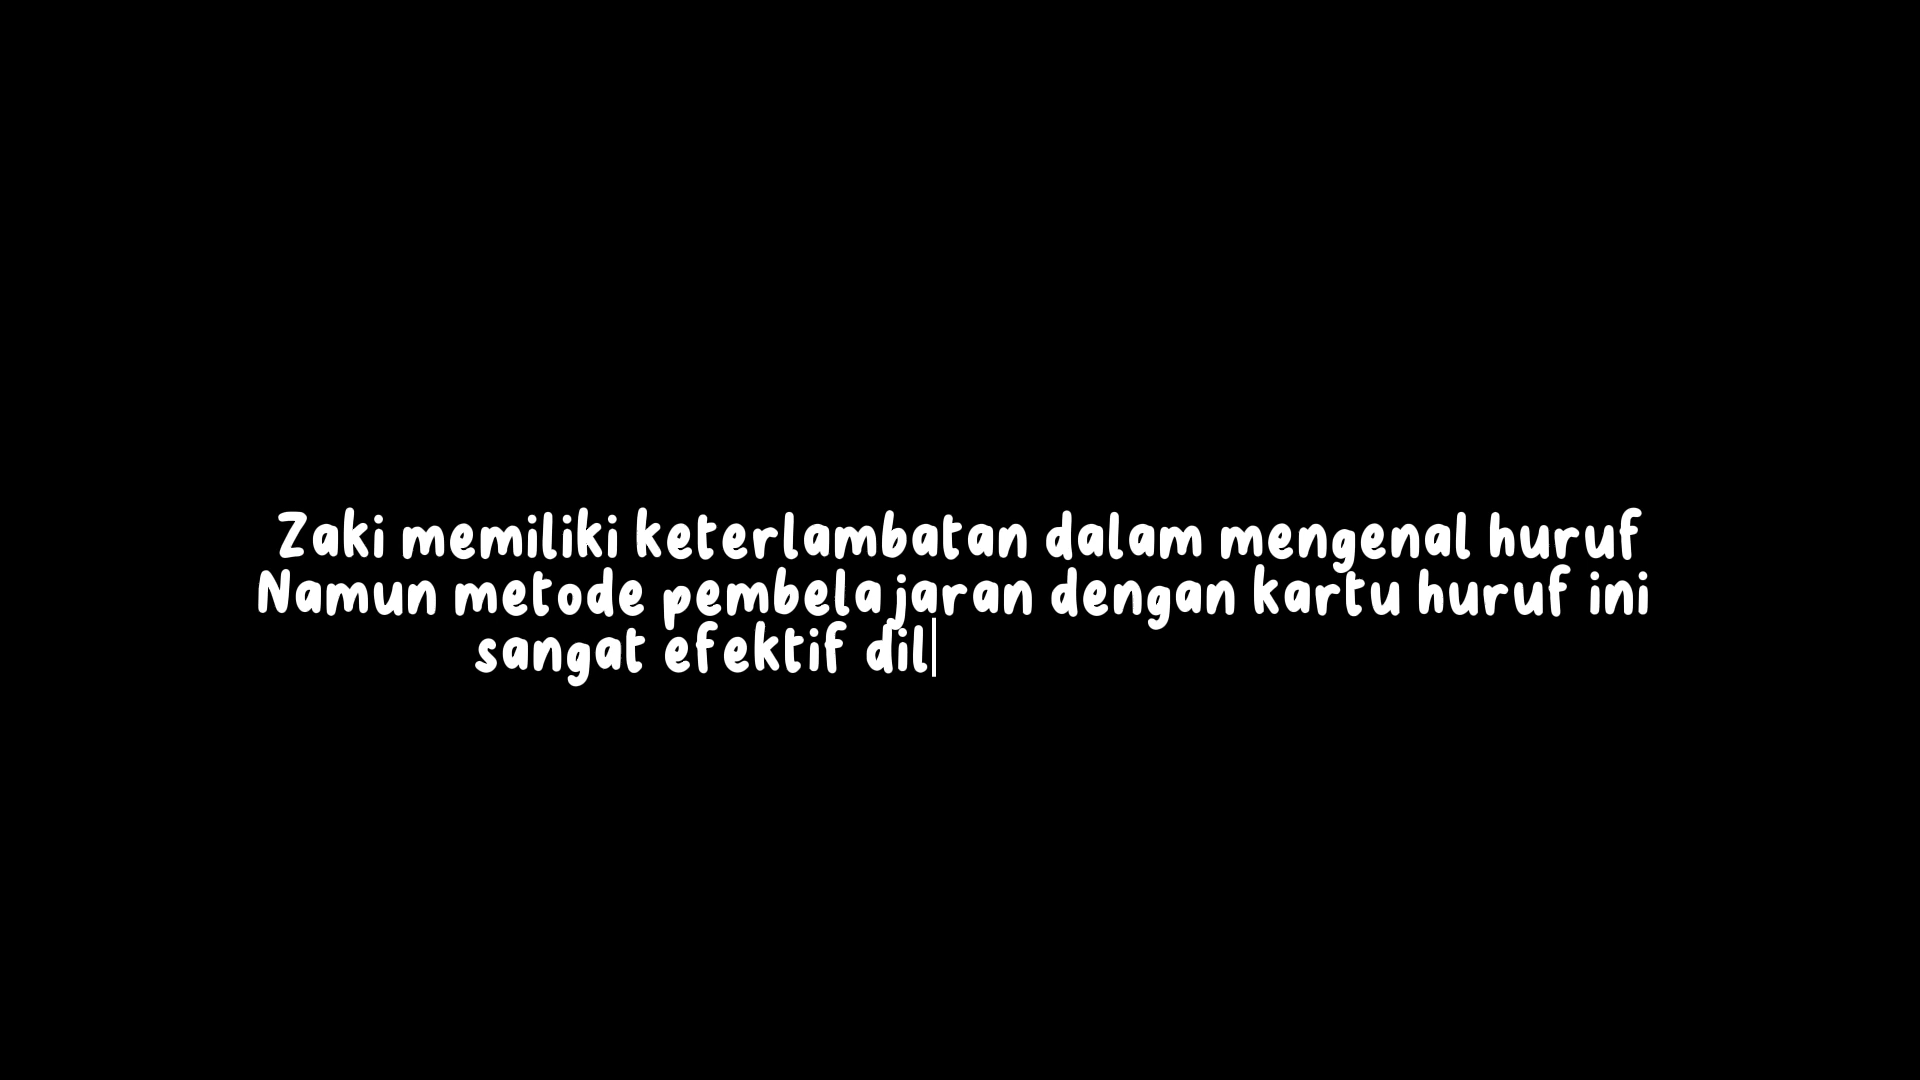 Zaki memiliki keterlambatan dalam mengenal huruf
Namun metode pembelajaran dengan kartu huruf ini
sangat efektif dil